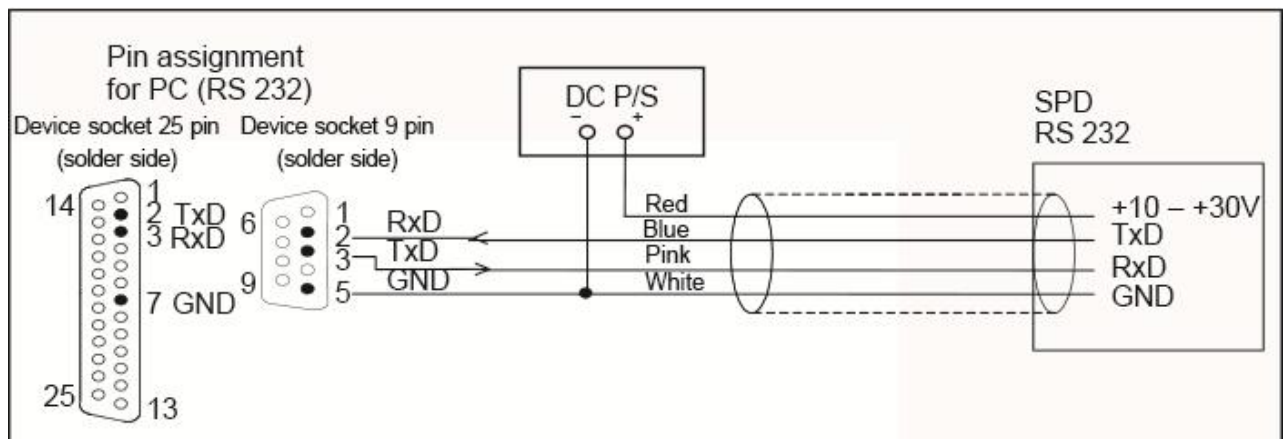 Pin assignment
for PC (RS 232)
Device socket 25 pin
(solder side)
Device socket 9 pin
(solder side)
14
1
2 TxD
3 RxD
7 GND
25
13
6
1
2
3
9
5
RxD
TxD
GND
DC P/S
– +
Red
Blue
Pink
White
SPD
RS 232
+10 – +30V
TxD
RxD
GND